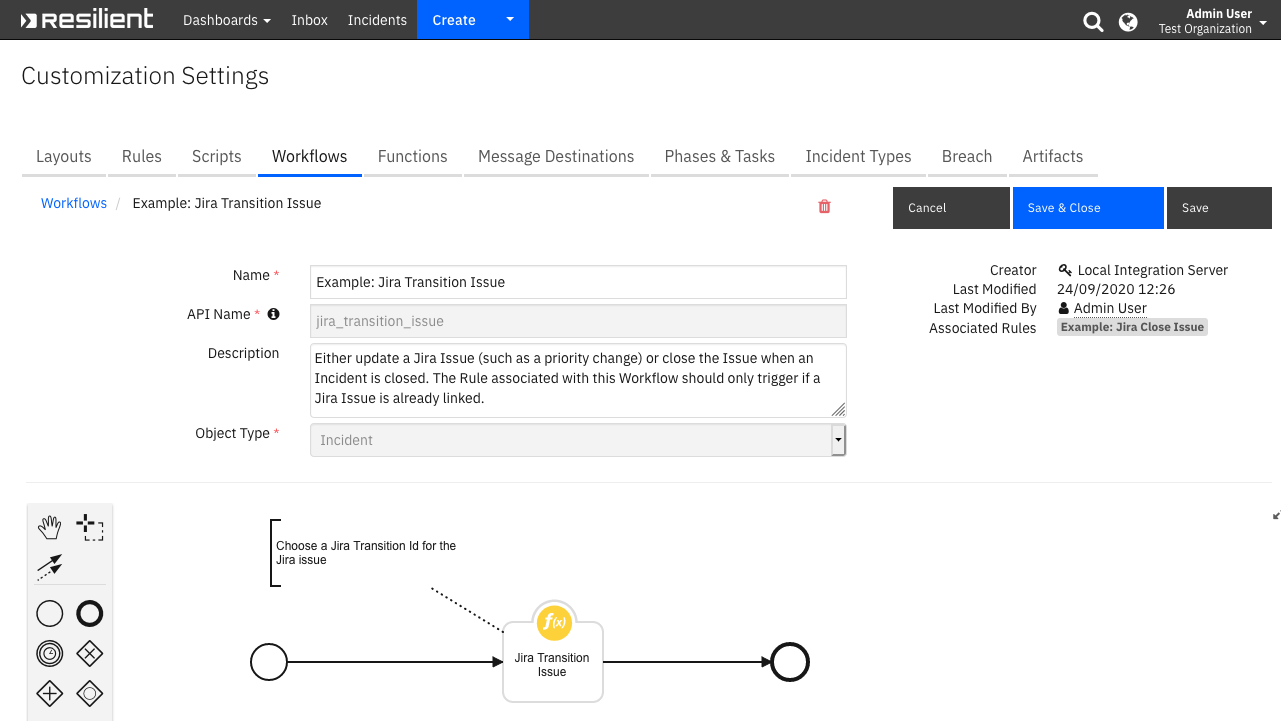 resilient Dashboards Inbox Incidents Create Admin User
Test Organization
Customization Settings
Layouts Rules Scripts Workflows Functions Message Destinations Phases & Tasks Incident Types Breach Artifacts
Workflows / Example: Jira Transition Issue Cancel Save & Close Save
Name * Example: Jira Transition Issue
API Name * jira_transition_issue
Description Either update a Jira Issue (such as a priority change) or close the Issue when an
Incident is closed. The Rule associated with this Workflow should only trigger if a
Jira Issue is already linked.
Object Type * Incident
Creator Local Integration Server
Last Modified 24/09/2020 12:26
Last Modified By Admin User
Associated Rules Example: Jira Close Issue
Choose a Jira Transition Id for the
Jira issue
f(x)
Jira Transition
Issue